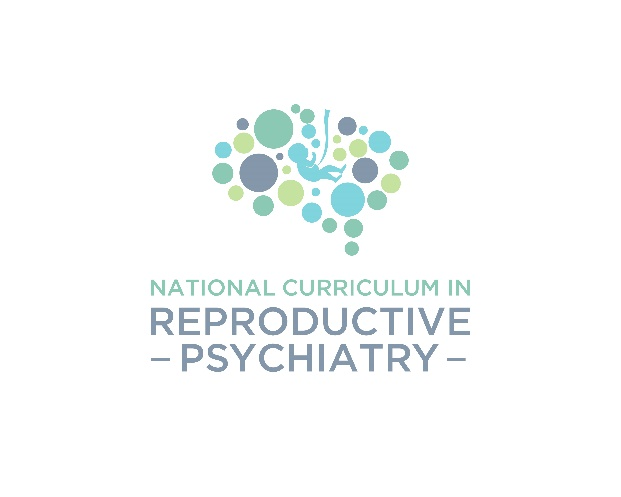 NATIONAL CURRICULUM IN
REPRODUCTIVE
– PSYCHIATRY –